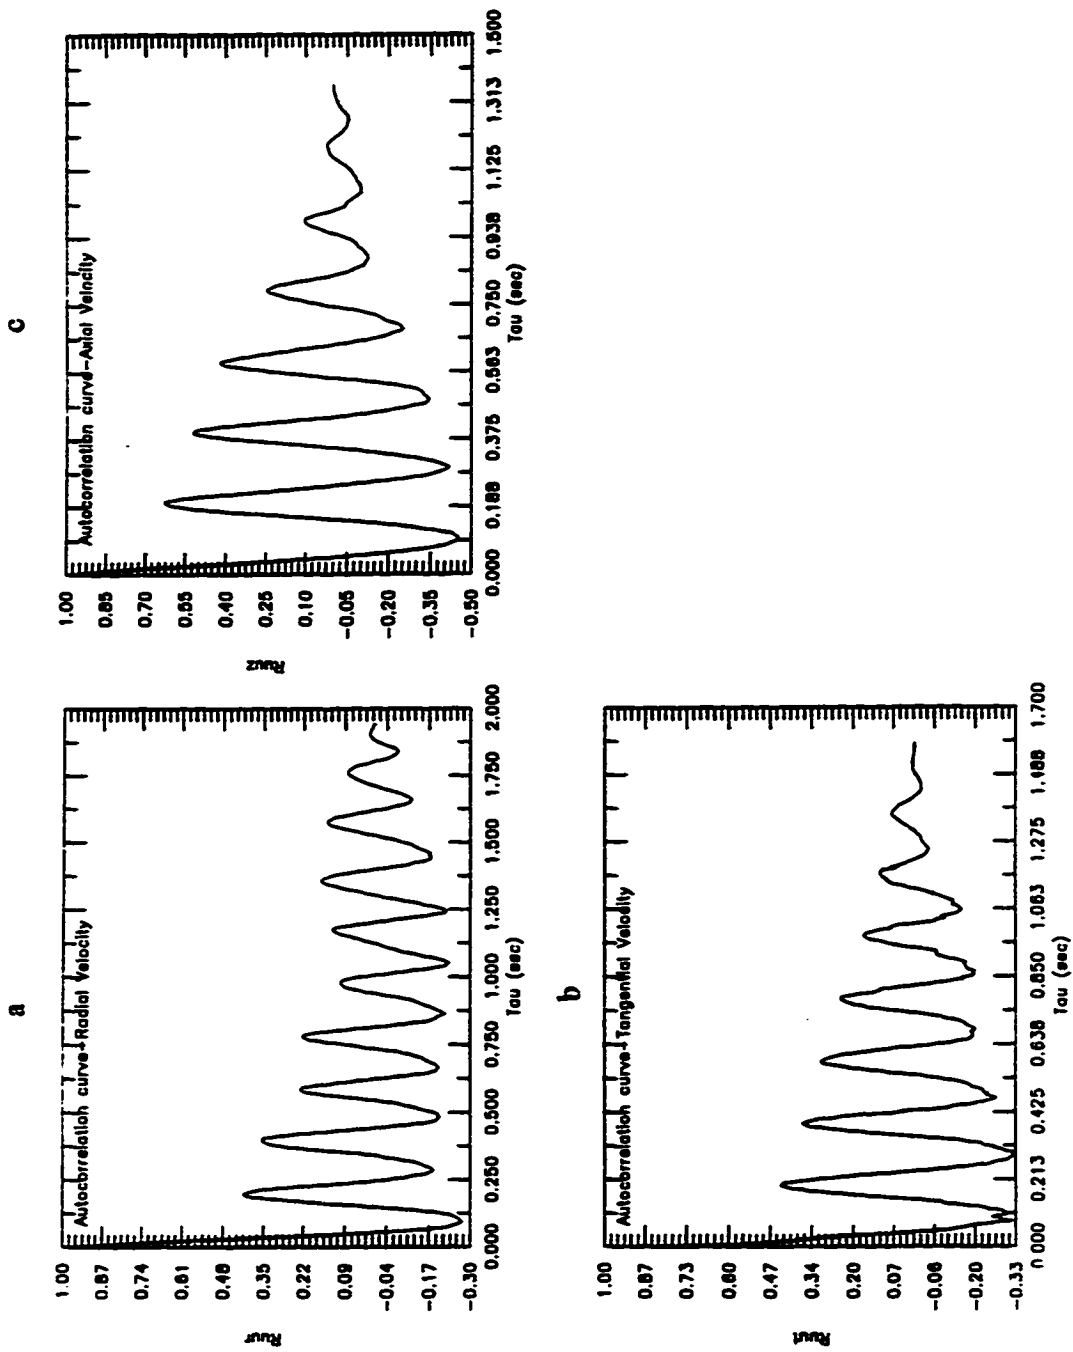 a
Autocorrelation curve-Radial Velocity
Ruur
1.00
0.87
0.74
0.61
0.48
0.35
0.22
0.09
-0.04
-0.17
-0.30
0.000 0.250 0.500 0.750 1.000 1.250 1.500 1.750 2.000
Tau (sec)
c
Autocorrelation curve-Axial Velocity
Ruuz
1.00
0.85
0.70
0.55
0.40
0.25
0.10
-0.05
-0.20
-0.35
-0.50
0.000 0.188 0.375 0.563 0.750 0.938 1.125 1.313 1.500
Tau (sec)
b
Autocorrelation curve-Tangential Velocity
Ruut
1.00
0.87
0.73
0.60
0.47
0.34
0.20
0.07
-0.06
-0.20
-0.33
0.000 0.213 0.425 0.638 0.850 1.063 1.275 1.488 1.700
Tau (sec)